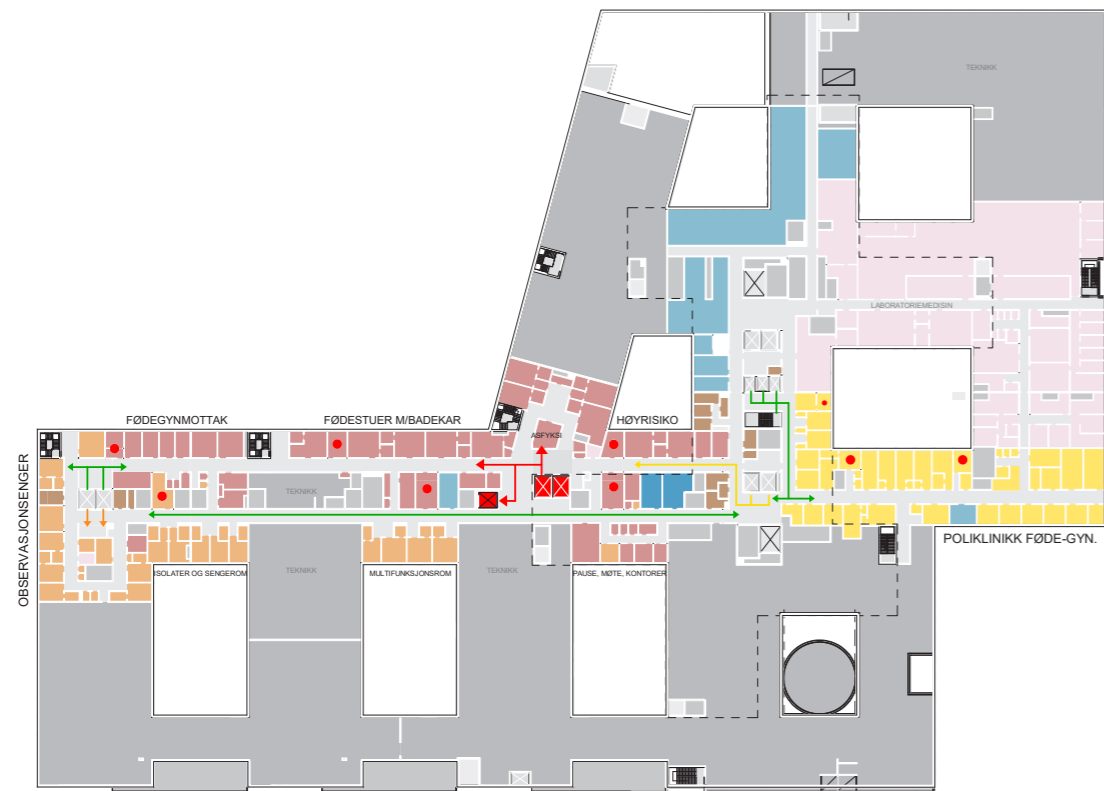 TEKNIKK
LABORATORIEMEDISIN
FØDEGYNMOTTAK
FØDESTUER M/BADEKAR
HØYRISIKO
ASFYKSI
OBSERVASJONSENGER
TEKNIKK
POLIKLINIKK FØDE-GYN.
ISOLATER OG SENGEROM
TEKNIKK
MULTIFUNKSJONSROM
TEKNIKK
PAUSE, MØTE, KONTORER